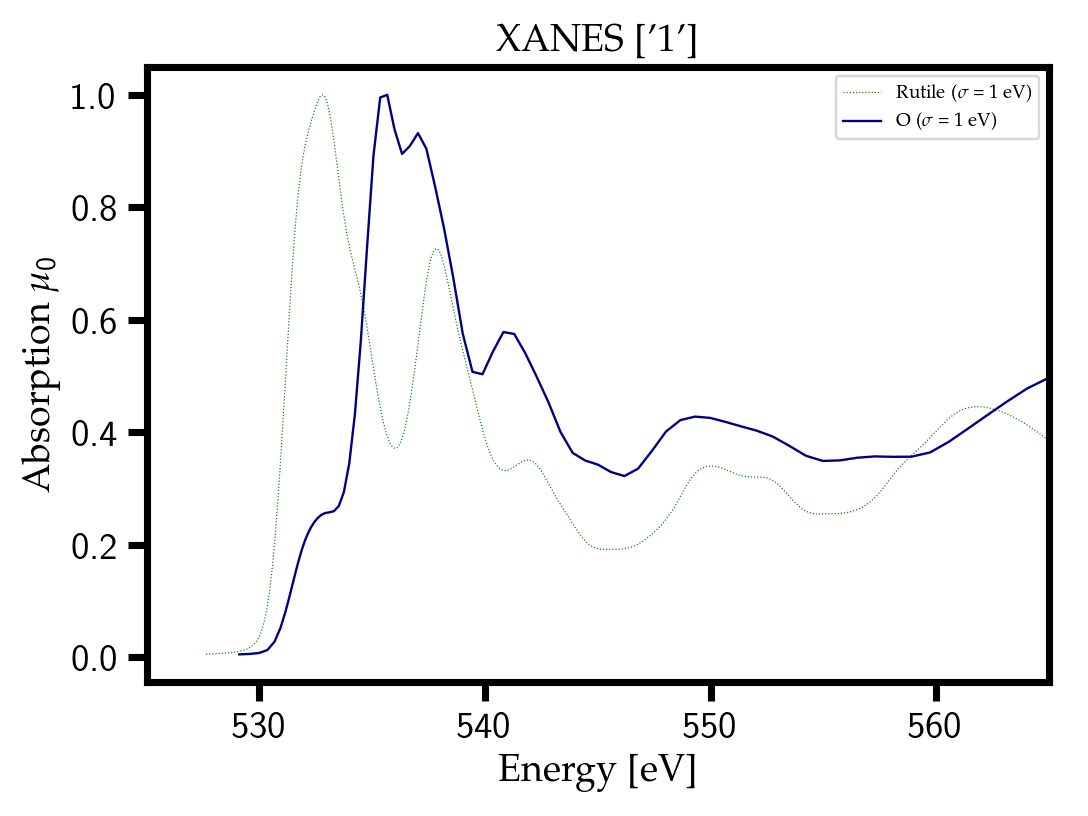 XANES ['1']
Rutile (σ = 1 eV)
O (σ = 1 eV)
Absorption μ0
1.0
0.8
0.6
0.4
0.2
0.0
530 540 550 560
Energy [eV]